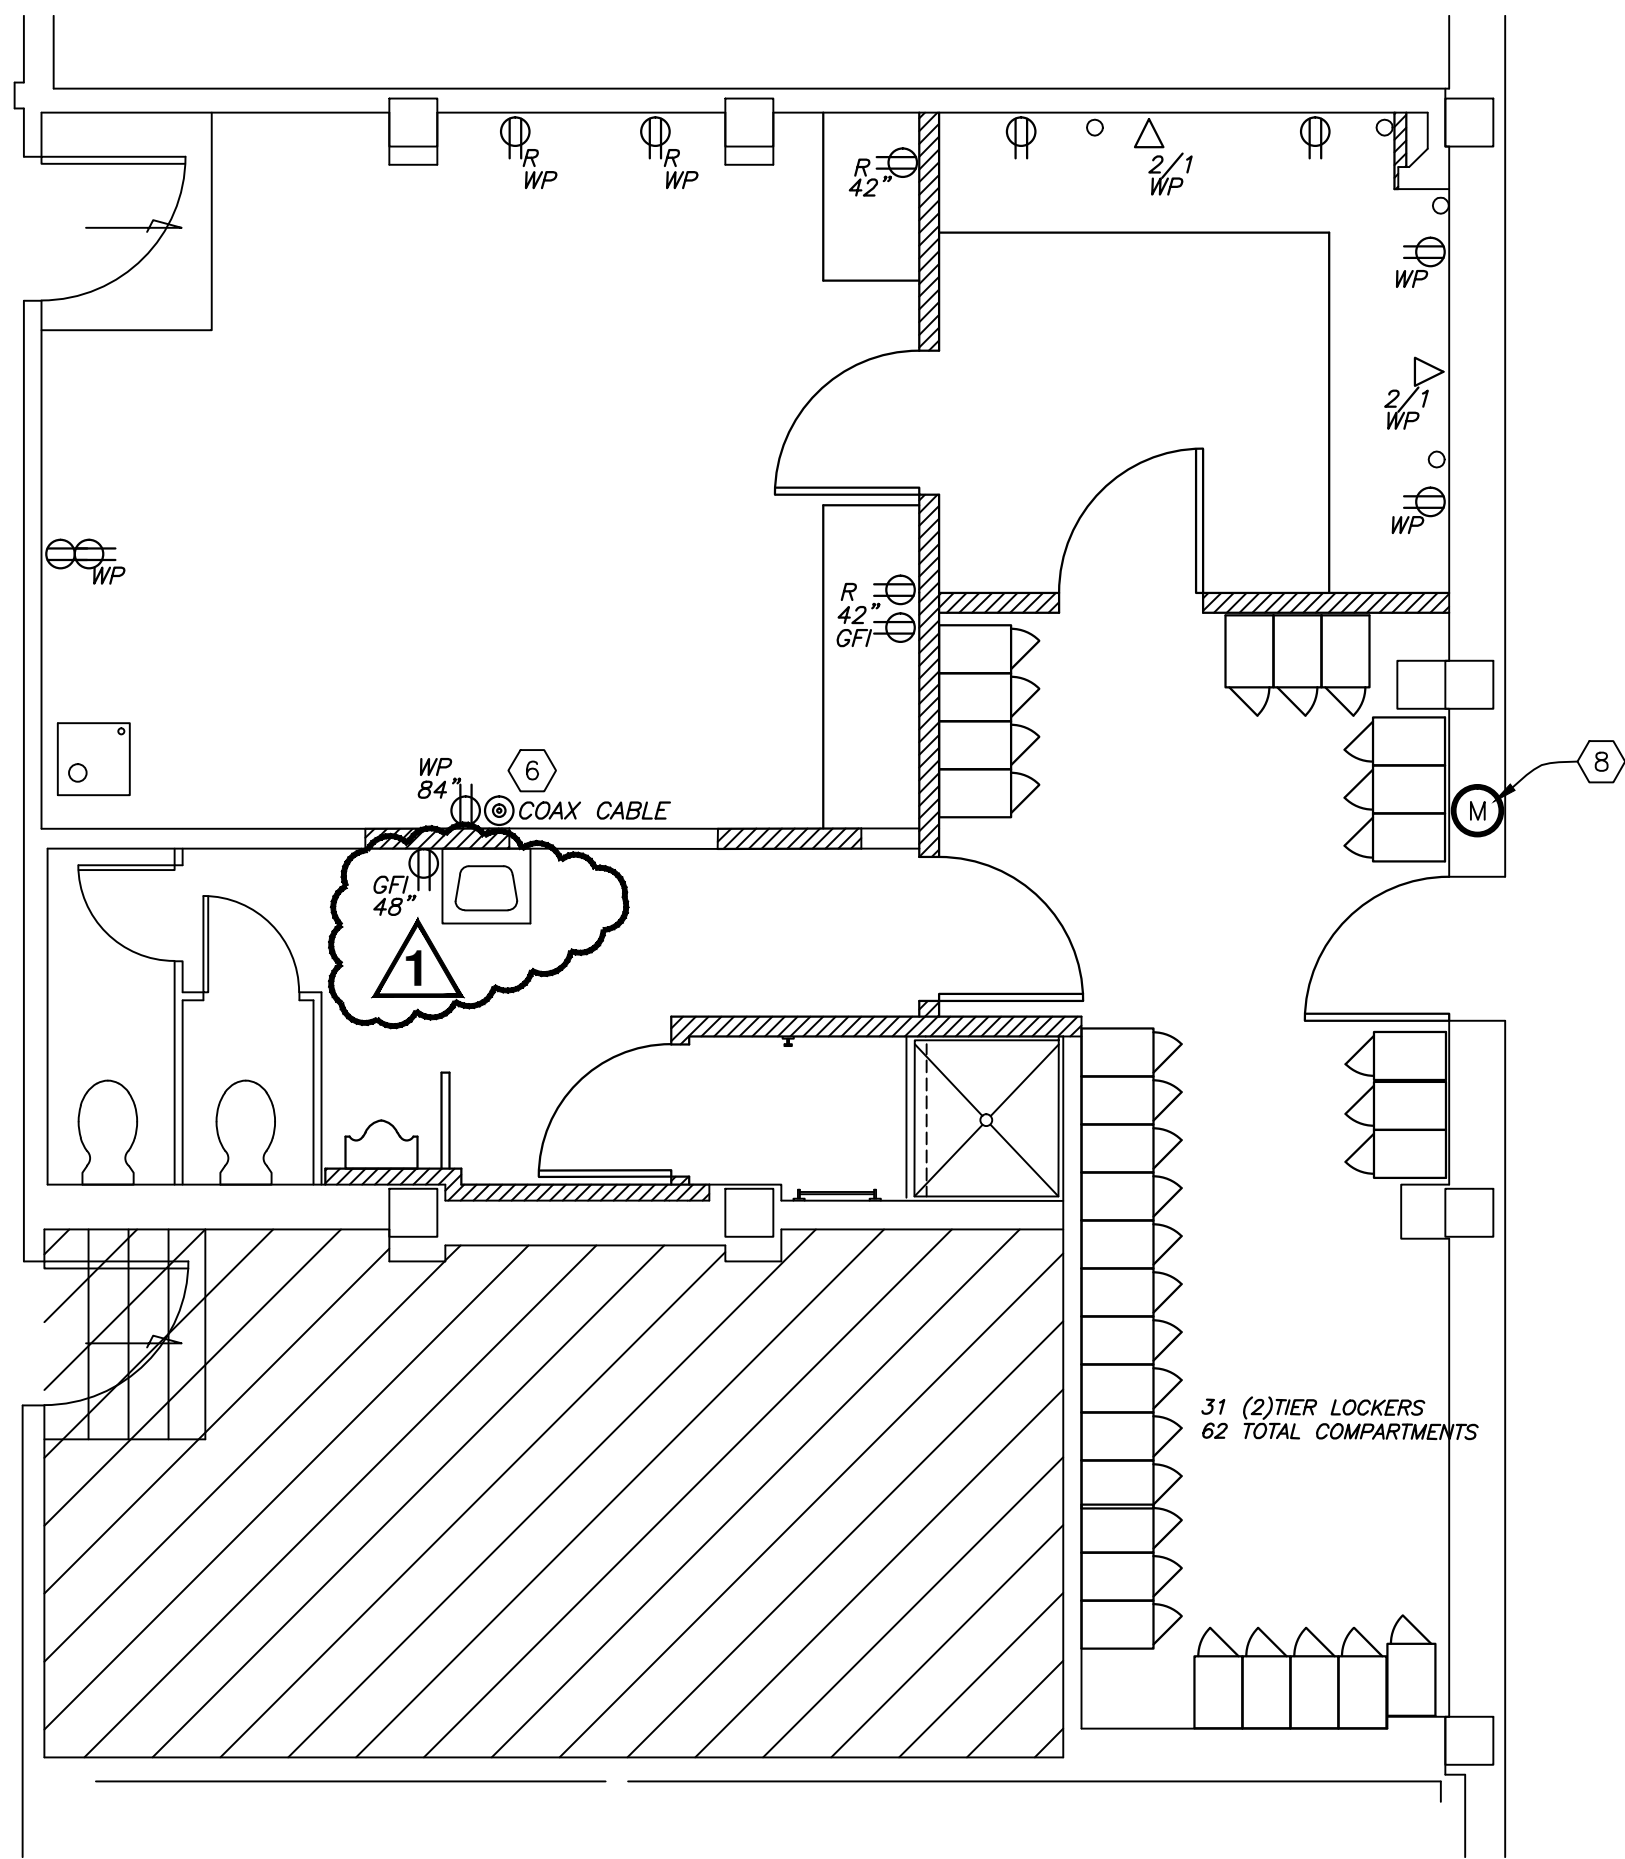 R
WP
R
WP
R
42"
2/1
WP
WP
2/1
WP
WP
WP
R
42"
GFI
WP
84"
6
COAX CABLE
8
M
GFI
48"
1
31 (2)TIER LOCKERS
62 TOTAL COMPARTMENTS